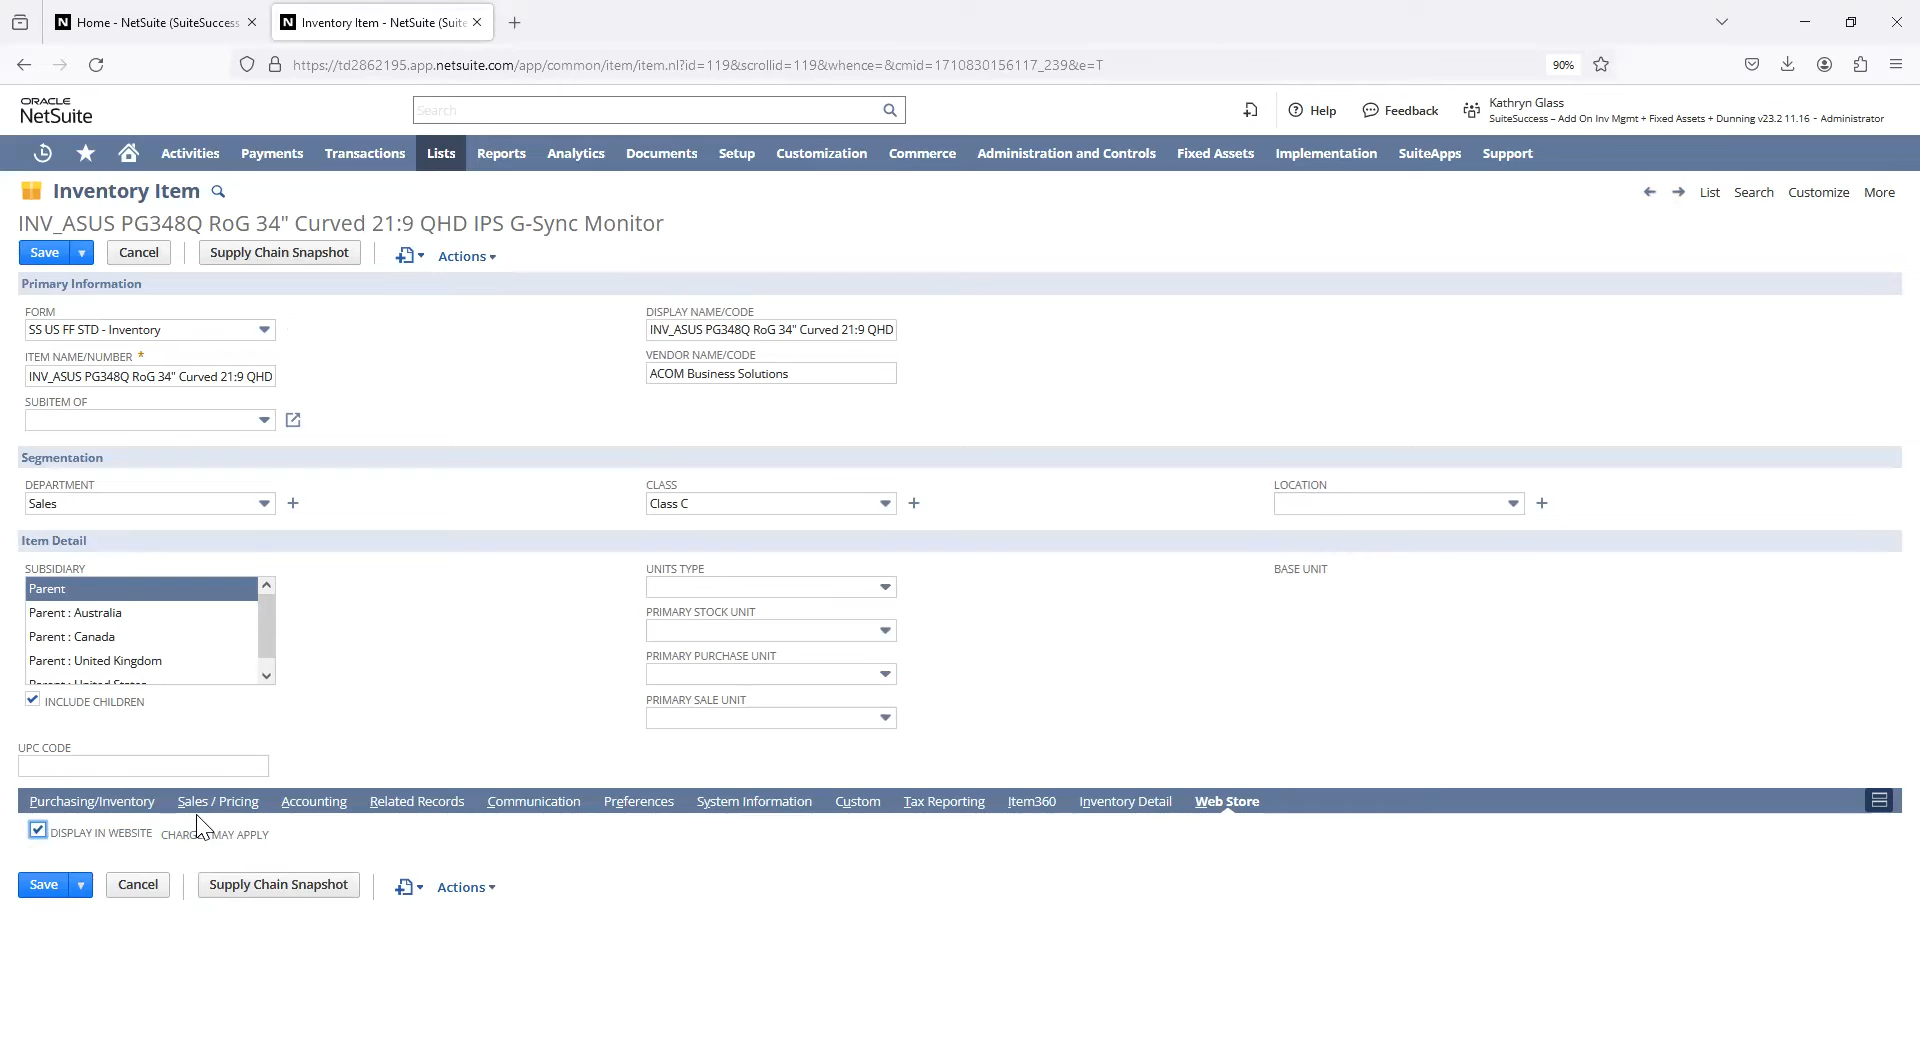 Home - NetSuite (SuiteSuccess
Inventory Item - NetSuite (Suite
https://td2862195.app.netsuite.com/app/common/item/item.nl?id=119&scrollid=119&whence=&cmid=1710830156117_239&e=T
90%
ORACLE
NetSuite
Search
Help
Feedback
Kathryn Glass
SuiteSuccess – Add On Inv Mgmt + Fixed Assets + Dunning v23.2 11.16 - Administrator
Activities Payments Transactions Lists Reports Analytics Documents Setup Customization Commerce Administration and Controls Fixed Assets Implementation SuiteApps Support
Inventory Item
List Search Customize More
INV_ASUS PG348Q RoG 34" Curved 21:9 QHD IPS G-Sync Monitor
Save Cancel Supply Chain Snapshot Actions
Primary Information
FORM
SS US FF STD - Inventory
ITEM NAME/NUMBER *
INV_ASUS PG348Q RoG 34" Curved 21:9 QHD
SUBITEM OF
DISPLAY NAME/CODE
INV_ASUS PG348Q RoG 34" Curved 21:9 QHD
VENDOR NAME/CODE
ACOM Business Solutions
Segmentation
DEPARTMENT
Sales
CLASS
Class C
LOCATION
Item Detail
SUBSIDIARY
Parent
Parent : Australia
Parent : Canada
Parent : United Kingdom
Parent : United States
INCLUDE CHILDREN
UNITS TYPE
PRIMARY STOCK UNIT
PRIMARY PURCHASE UNIT
PRIMARY SALE UNIT
BASE UNIT
UPC CODE
Purchasing/Inventory Sales / Pricing Accounting Related Records Communication Preferences System Information Custom Tax Reporting Item360 Inventory Detail Web Store
DISPLAY IN WEBSITE MAY APPLY
Save Cancel Supply Chain Snapshot Actions